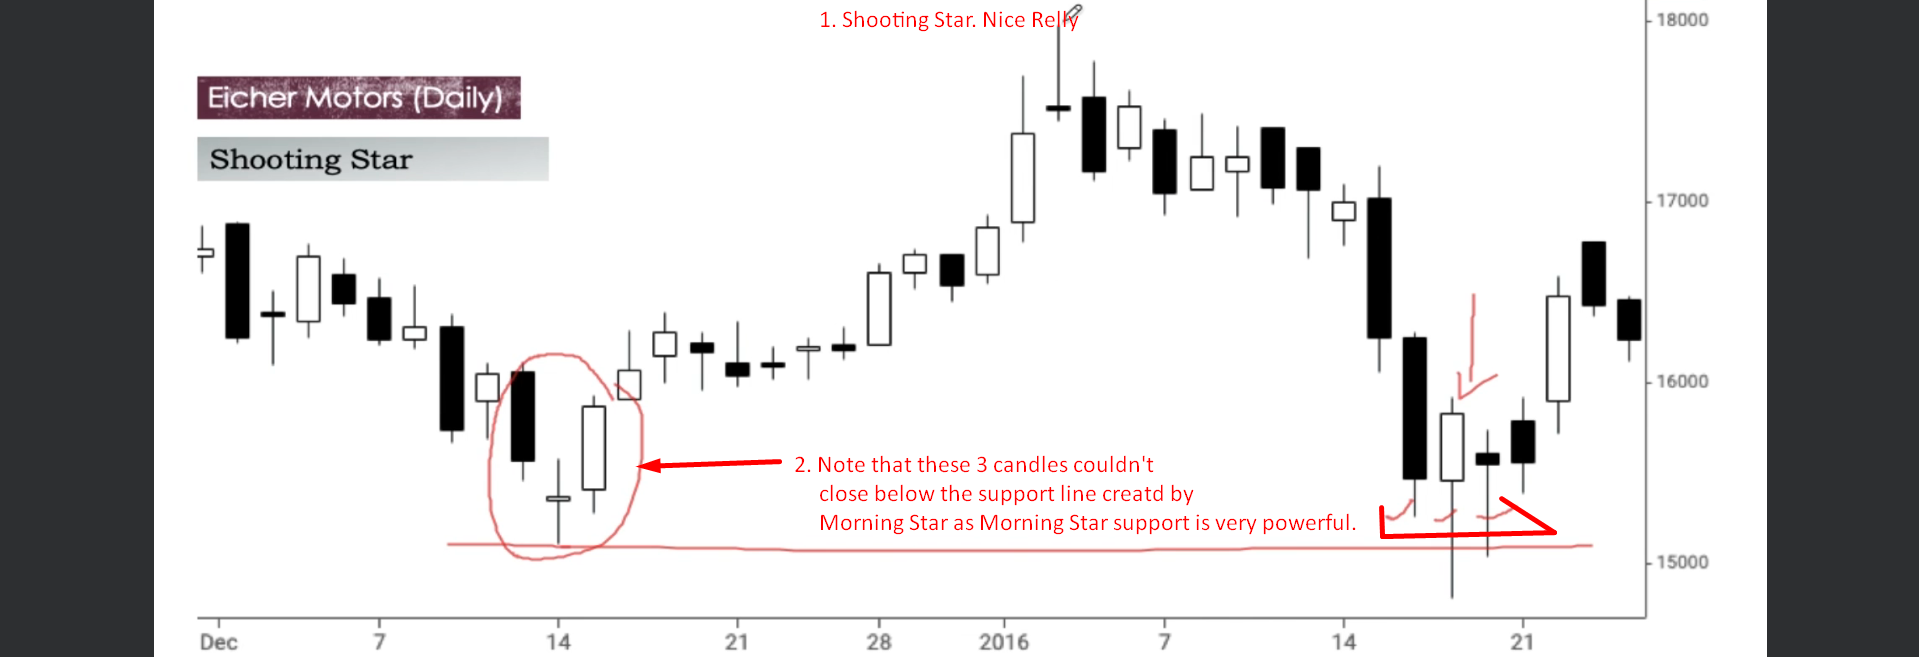 1. Shooting Star. Nice Relly
18000
Eicher Motors (Daily)
Shooting Star
17000
16000
2. Note that these 3 candles couldn't
close below the support line creatd by
Morning Star as Morning Star support is very powerful.
15000
Dec 7 14 21 28 2016 7 14 21